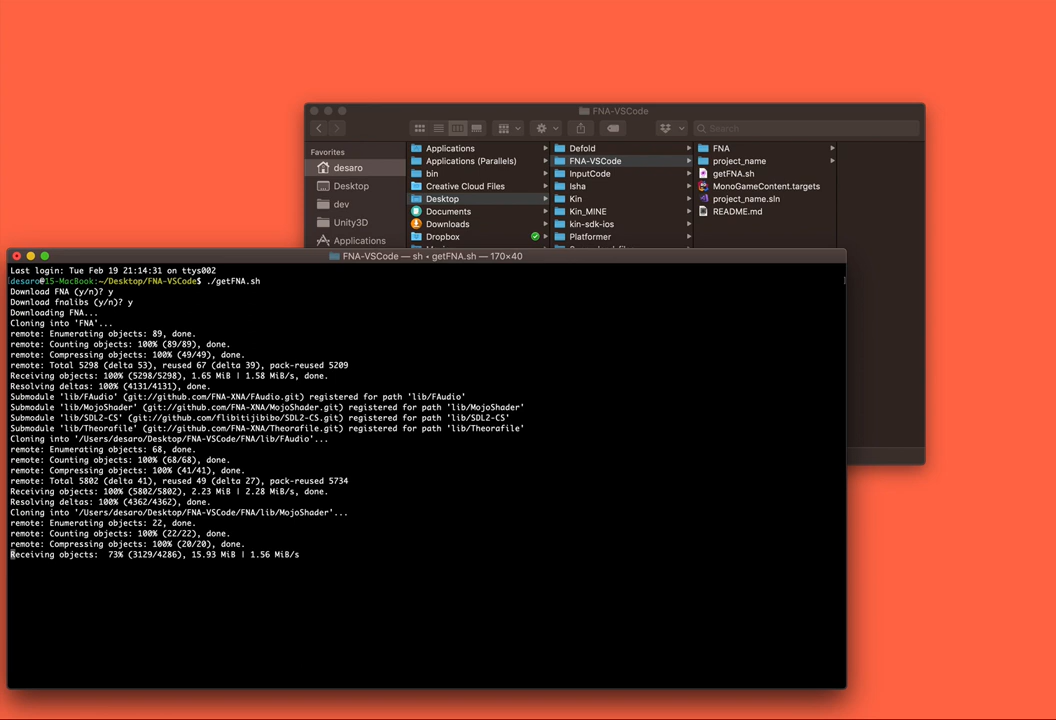 FNA-VSCode
Search
Favorites
desaro
Desktop
dev
Unity3D
Applications
Applications
Applications (Parallels)
bin
Creative Cloud Files
Desktop
Documents
Downloads
Dropbox
Defold
FNA-VSCode
InputCode
Isha
Kin
Kin_MINE
kin-sdk-ios
Platformer
FNA
project_name
getFNA.sh
MonoGameContent.targets
project_name.sln
README.md
FNA-VSCode — sh • getFNA.sh — 170×40
Last login: Tue Feb 19 21:14:31 on ttys002
[desaro@15-MacBook:~/Desktop/FNA-VSCode$ ./getFNA.sh ]
Download FNA (y/n)? y
Download fnalibs (y/n)? y
Downloading FNA...
Cloning into 'FNA'...
remote: Enumerating objects: 89, done.
remote: Counting objects: 100% (89/89), done.
remote: Compressing objects: 100% (49/49), done.
remote: Total 5298 (delta 53), reused 67 (delta 39), pack-reused 5209
Receiving objects: 100% (5298/5298), 1.65 MiB | 1.58 MiB/s, done.
Resolving deltas: 100% (4131/4131), done.
Submodule 'lib/FAudio' (git://github.com/FNA-XNA/FAudio.git) registered for path 'lib/FAudio'
Submodule 'lib/MojoShader' (git://github.com/FNA-XNA/MojoShader.git) registered for path 'lib/MojoShader'
Submodule 'lib/SDL2-CS' (git://github.com/flibitijibibo/SDL2-CS.git) registered for path 'lib/SDL2-CS'
Submodule 'lib/Theorafile' (git://github.com/FNA-XNA/Theorafile.git) registered for path 'lib/Theorafile'
Cloning into '/Users/desaro/Desktop/FNA-VSCode/FNA/lib/FAudio'...
remote: Enumerating objects: 68, done.
remote: Counting objects: 100% (68/68), done.
remote: Compressing objects: 100% (41/41), done.
remote: Total 5802 (delta 41), reused 49 (delta 27), pack-reused 5734
Receiving objects: 100% (5802/5802), 2.23 MiB | 2.28 MiB/s, done.
Resolving deltas: 100% (4362/4362), done.
Cloning into '/Users/desaro/Desktop/FNA-VSCode/FNA/lib/MojoShader'...
remote: Enumerating objects: 22, done.
remote: Counting objects: 100% (22/22), done.
remote: Compressing objects: 100% (20/20), done.
Receiving objects:  73% (3129/4286), 15.93 MiB | 1.56 MiB/s